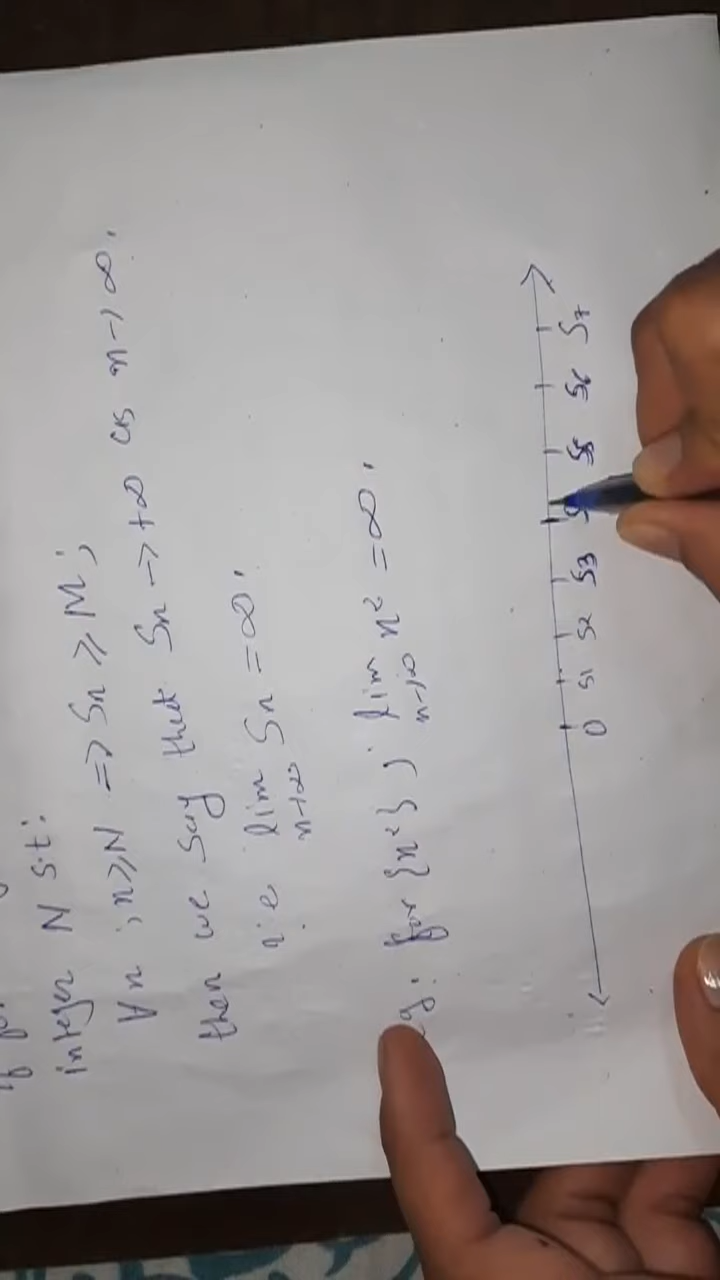 integer N s.t:
∀n ; n≥N => Sn ≥ M ;
then we say that Sn → +∞ as n→∞.
i.e lim n→∞ Sn = ∞.
for {n²} ; lim n→∞ n² = ∞.
0 S1 S2 S3 S5 S6 S7